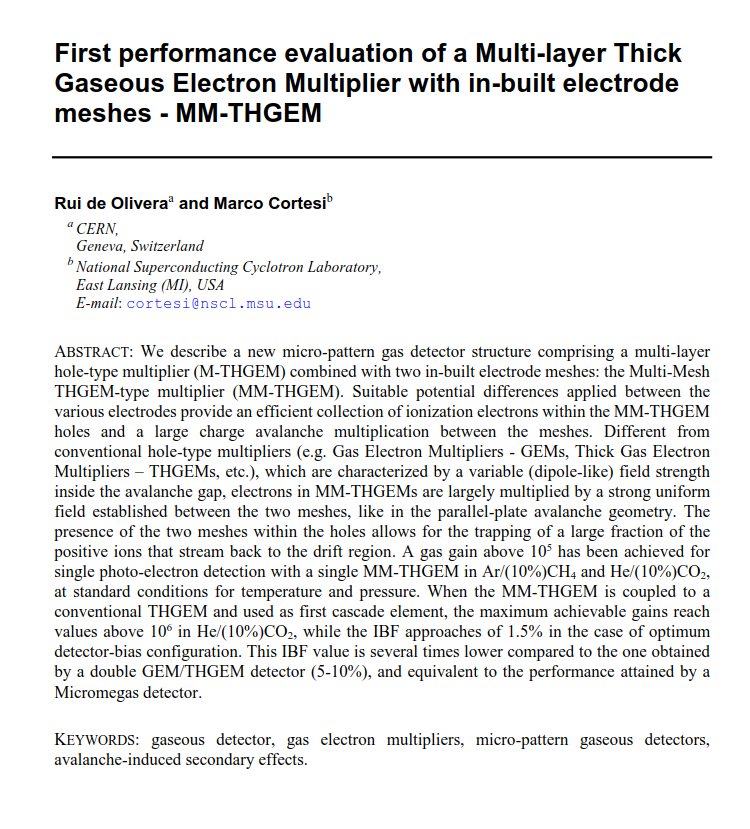 First performance evaluation of a Multi-layer Thick
Gaseous Electron Multiplier with in-built electrode
meshes - MM-THGEM
Rui de Oliveraᵃ and Marco Cortesiᵇ
ᵃ CERN,
Geneva, Switzerland
ᵇ National Superconducting Cyclotron Laboratory,
East Lansing (MI), USA
E-mail: cortesi@nscl.msu.edu
ABSTRACT: We describe a new micro-pattern gas detector structure comprising a multi-layer
hole-type multiplier (M-THGEM) combined with two in-built electrode meshes: the Multi-Mesh
THGEM-type multiplier (MM-THGEM). Suitable potential differences applied between the
various electrodes provide an efficient collection of ionization electrons within the MM-THGEM
holes and a large charge avalanche multiplication between the meshes. Different from
conventional hole-type multipliers (e.g. Gas Electron Multipliers - GEMs, Thick Gas Electron
Multipliers – THGEMs, etc.), which are characterized by a variable (dipole-like) field strength
inside the avalanche gap, electrons in MM-THGEMs are largely multiplied by a strong uniform
field established between the two meshes, like in the parallel-plate avalanche geometry. The
presence of the two meshes within the holes allows for the trapping of a large fraction of the
positive ions that stream back to the drift region. A gas gain above 10⁵ has been achieved for
single photo-electron detection with a single MM-THGEM in Ar/(10%)CH₄ and He/(10%)CO₂,
at standard conditions for temperature and pressure. When the MM-THGEM is coupled to a
conventional THGEM and used as first cascade element, the maximum achievable gains reach
values above 10⁶ in He/(10%)CO₂, while the IBF approaches of 1.5% in the case of optimum
detector-bias configuration. This IBF value is several times lower compared to the one obtained
by a double GEM/THGEM detector (5-10%), and equivalent to the performance attained by a
Micromegas detector.
KEYWORDS: gaseous detector, gas electron multipliers, micro-pattern gaseous detectors,
avalanche-induced secondary effects.